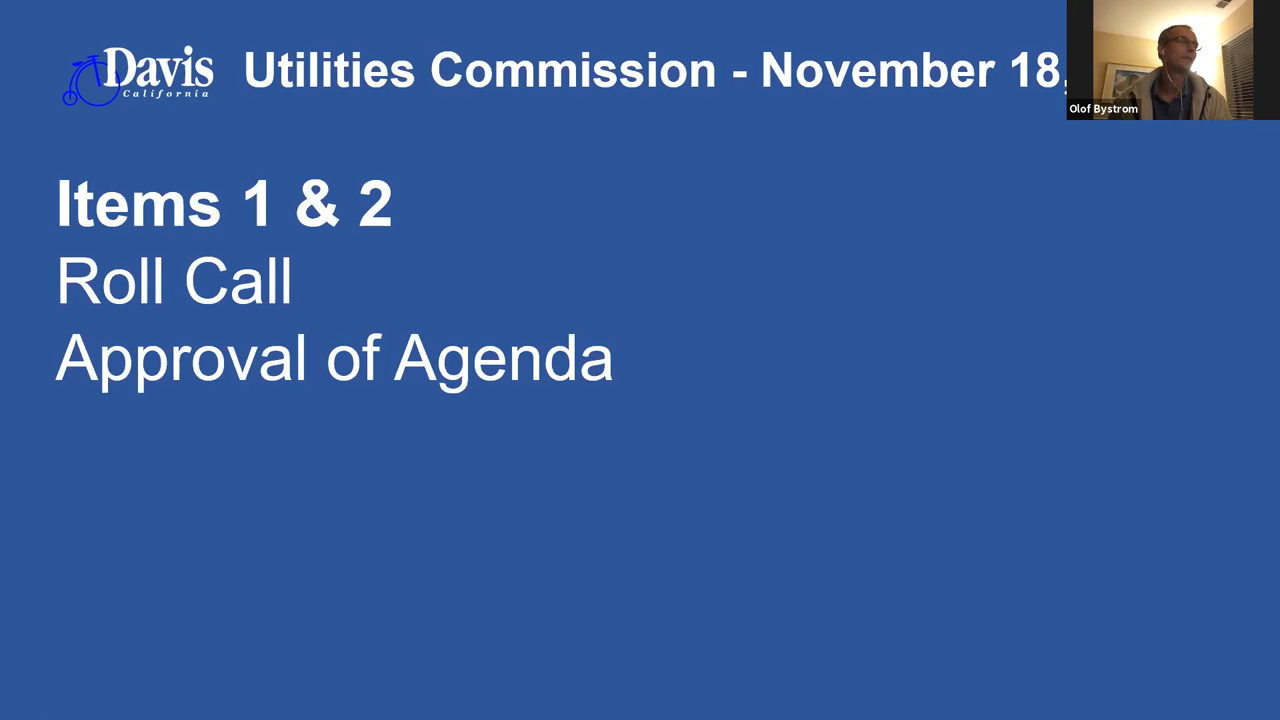 Davis
California
Utilities Commission - November 18,
Olof Bystrom
Items 1 & 2
Roll Call
Approval of Agenda